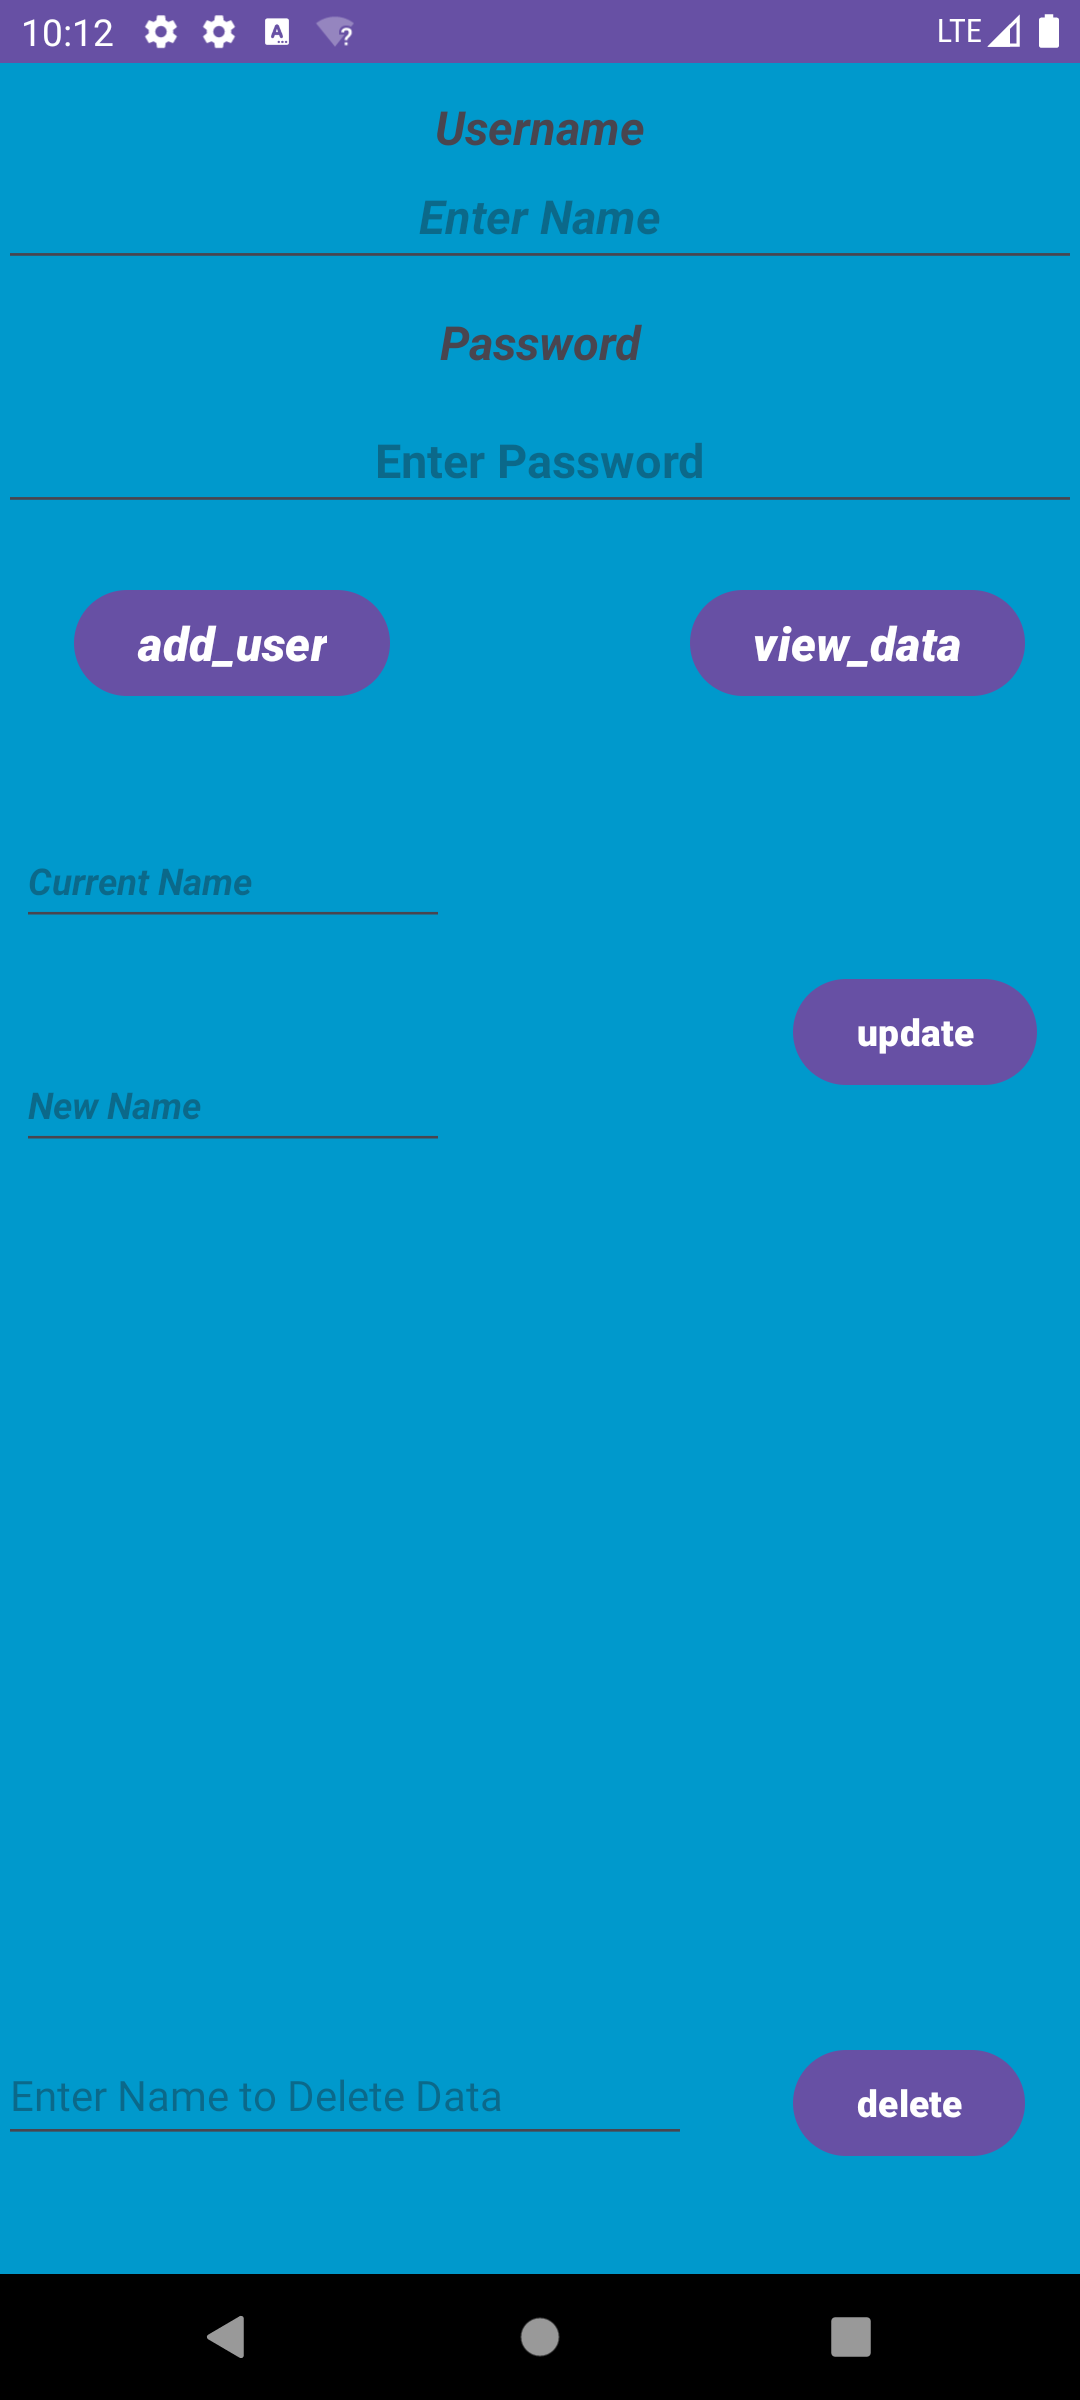 10:12 LTE
Username
Enter Name
Password
Enter Password
add_user view_data
Current Name
update
New Name
Enter Name to Delete Data delete